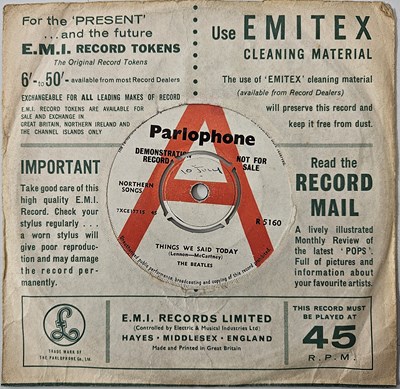 For the 'PRESENT'
...and the future
E.M.I. RECORD TOKENS
The Original Record Tokens
6'-to 50'- available from most Record Dealers
EXCHANGEABLE FOR ALL LEADING MAKES OF RECORD
E.M.I. RECORD TOKENS ARE AVAILABLE FOR
SALE AND EXCHANGE IN
GREAT BRITAIN, NORTHERN IRELAND AND
THE CHANNEL ISLANDS ONLY
Use EMITEX
CLEANING MATERIAL
The use of 'EMITEX' cleaning material
(available from Record Dealers)
will preserve this record and
keep it free from dust.
IMPORTANT
Take good care of this
high quality E.M.I.
Record. Check your
stylus regularly ...
a worn stylus will
give poor reproduc-
tion and may damage
the record per-
manently.
Parlophone
DEMONSTRATION
RECORD
NOT FOR
SALE
NORTHERN
SONGS
7XCE17715
45
R 5160
A
THINGS WE SAID TODAY
(Lennon—McCartney)
THE BEATLES
Read the
RECORD
MAIL
A lively illustrated
Monthly Review of
the latest 'POPS'.
Full of pictures and
information about
your favourite artists.
£
TRADE MARK OF
THE PARLOPHONE Co. LTD.
E.M.I. RECORDS LIMITED
(Controlled by Electric & Musical Industries Ltd.)
HAYES • MIDDLESEX • ENGLAND
Made and Printed in Great Britain
THIS RECORD MUST
BE PLAYED AT
45
R.P.M.